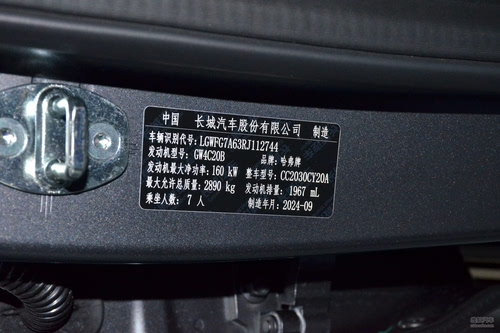 中国 长城汽车股份有限公司 制造
车辆识别代号: LGWFG7A63RJ112744
发动机型号: GW4C20B 品牌: 哈弗牌
发动机最大净功率: 160 kW 整车型号: CC2030CY20A
最大允许总质量: 2890 kg 发动机排量: 1967 mL
乘坐人数: 7 人 制造年月: 2024-09